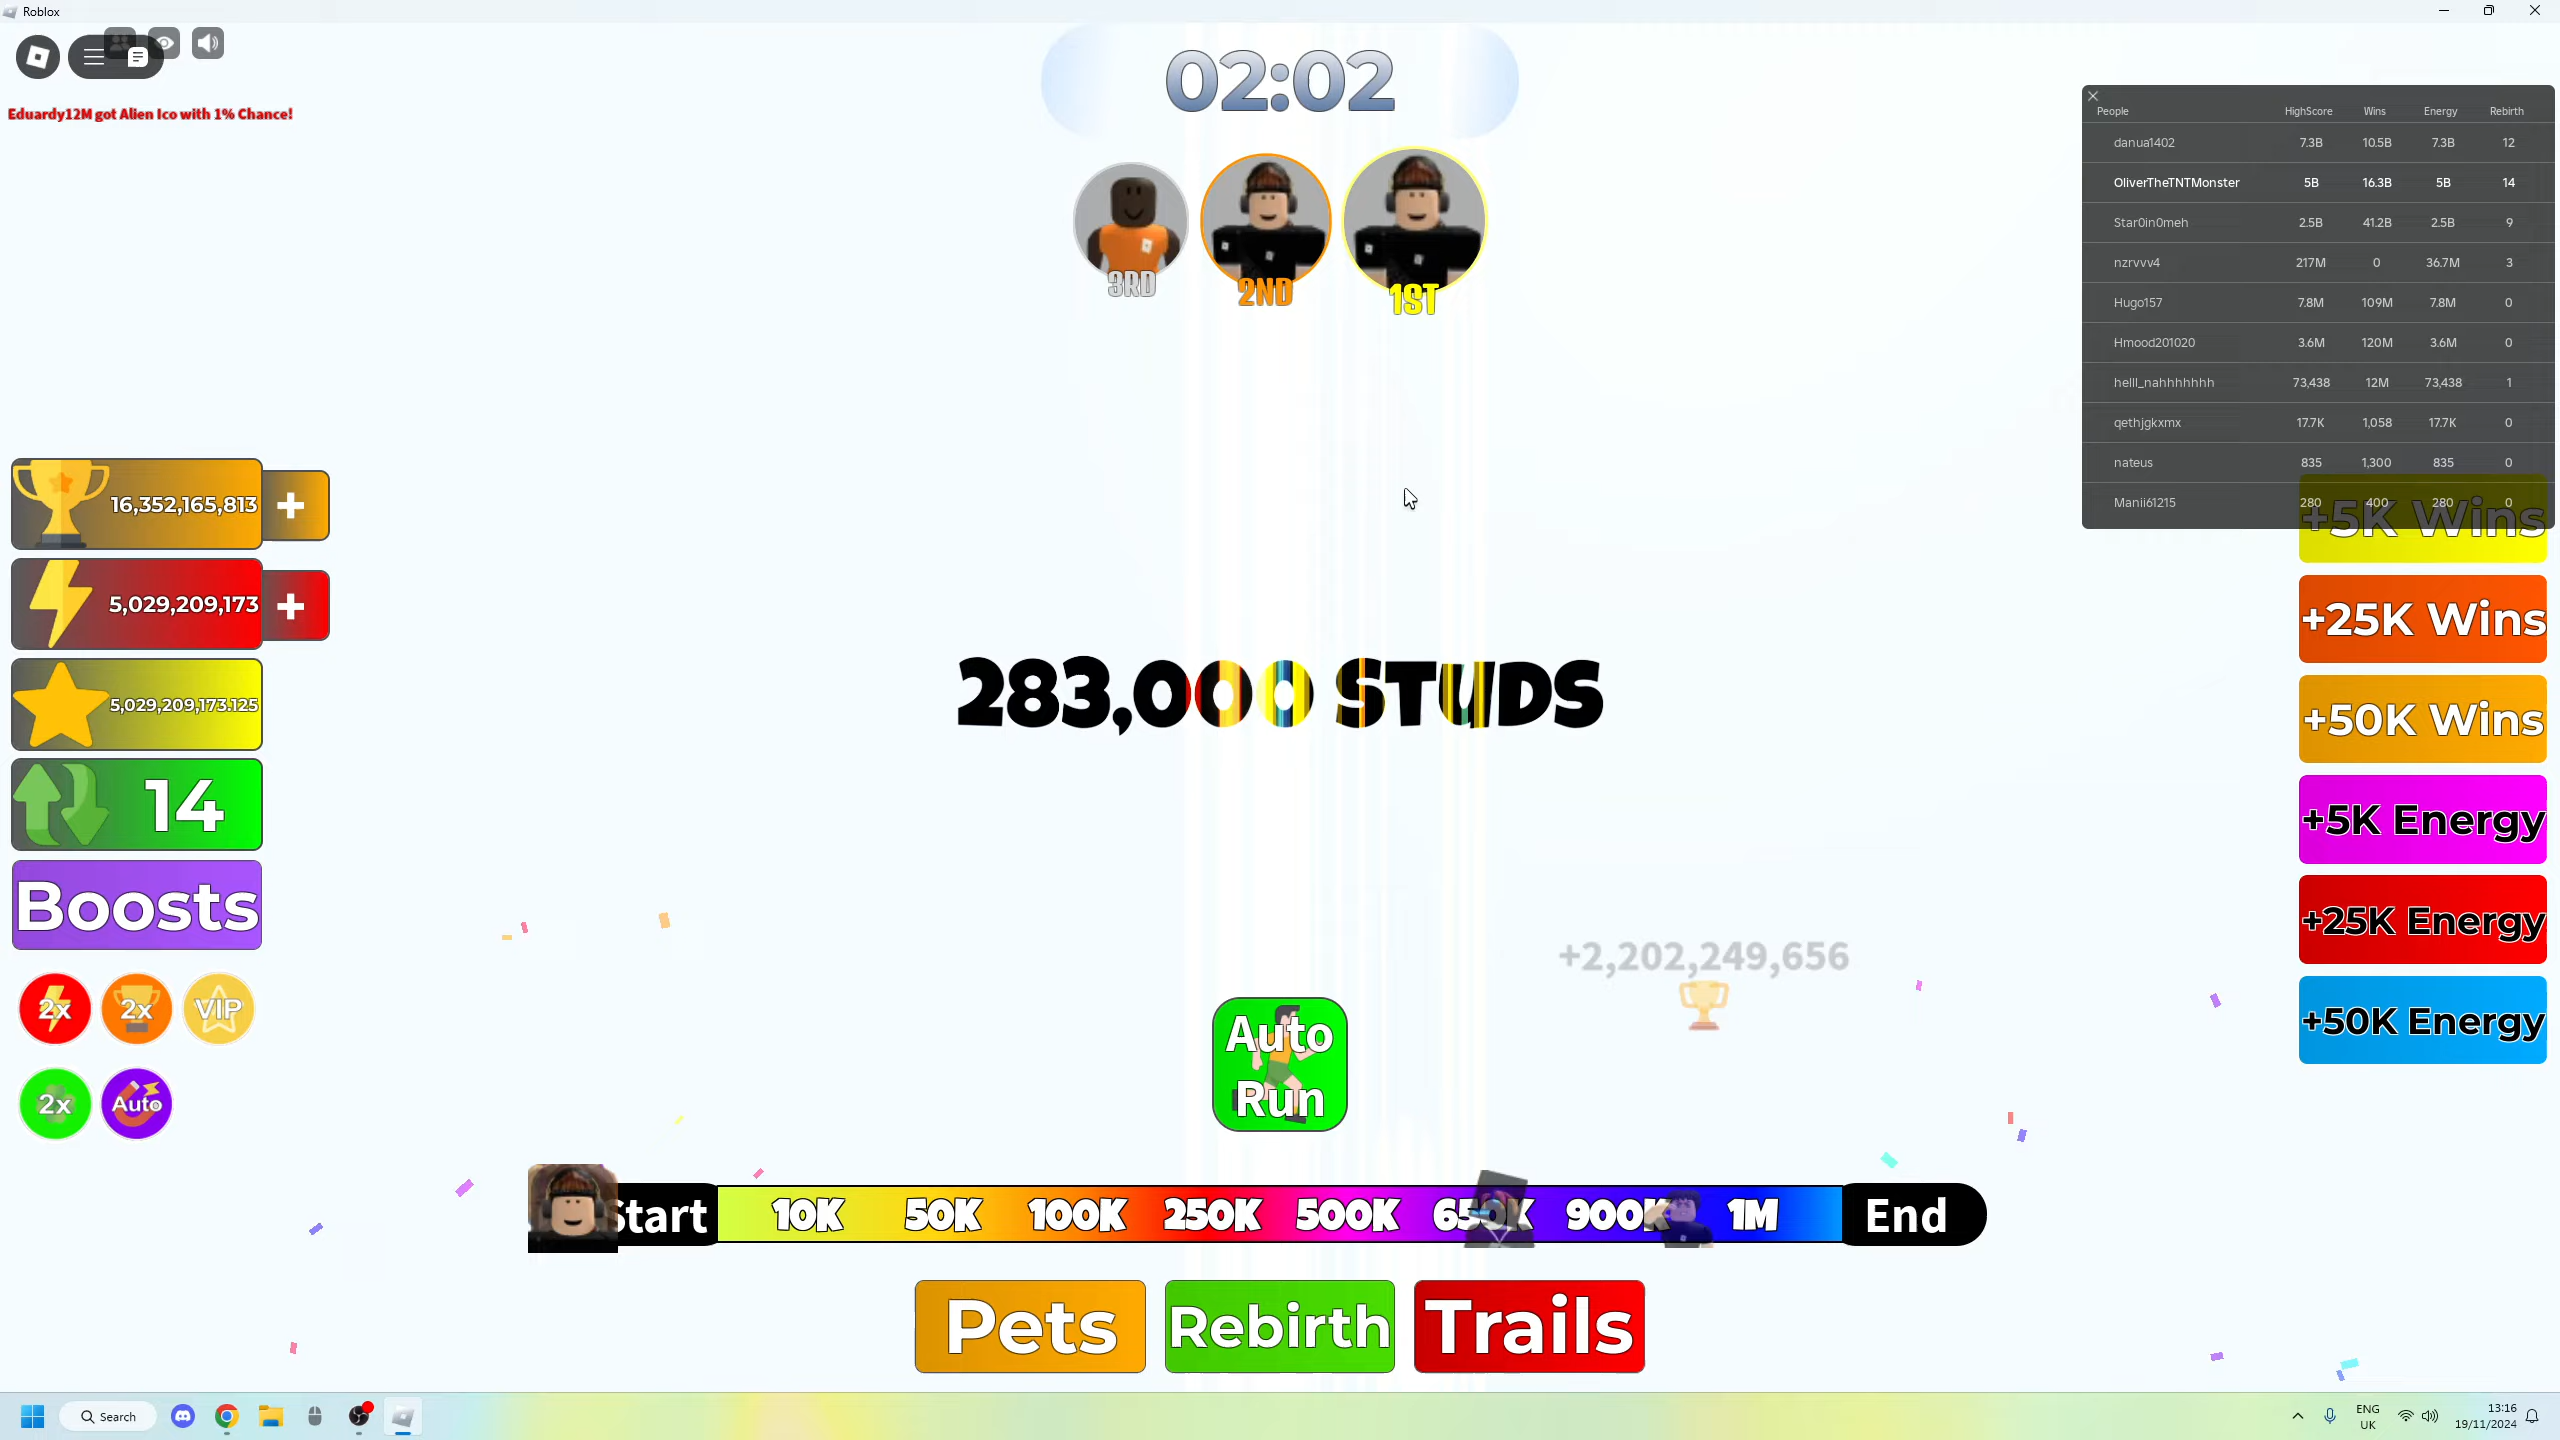 Roblox
02:02
Eduardy12M got Alien Ico with 1% Chance!
3RD
2ND
1ST
People HighScore Wins Energy Rebirth
danua1402 7.3B 10.5B 7.3B 12
OliverTheTNTMonster 5B 16.3B 5B 14
Star0in0meh 2.5B 41.2B 2.5B 9
nzrvvv4 217M 0 36.7M 3
Hugo157 7.8M 109M 7.8M 0
Hmood201020 3.6M 120M 3.6M 0
helll_nahhhhhhh 73,438 12M 73,438 1
qethjgkxmx 17.7K 1,058 17.7K 0
nateus 835 1,300 835 0
Manii61215 280 400 280 0
16,352,165,813 +
5,029,209,173 +
5,029,209,173.125
14
Boosts
2x 2x VIP
2x Auto
283,000 STUDS
+5K Wins
+25K Wins
+50K Wins
+5K Energy
+25K Energy
+50K Energy
+2,202,249,656
Auto
Run
Start 10K 50K 100K 250K 500K 650K 900K 1M End
Pets Rebirth Trails
Search
ENG
UK
13:16
19/11/2024